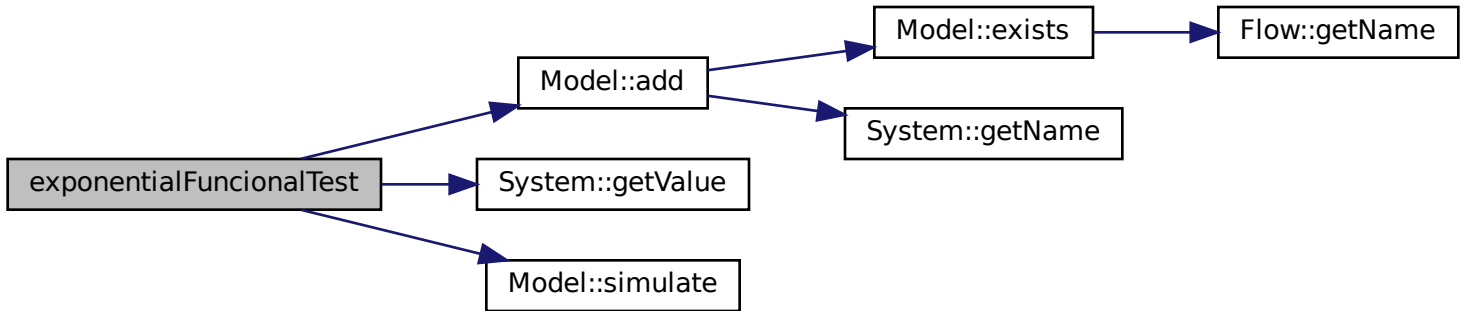 exponentialFuncionalTest
Model::add
System::getValue
Model::simulate
Model::exists
System::getName
Flow::getName